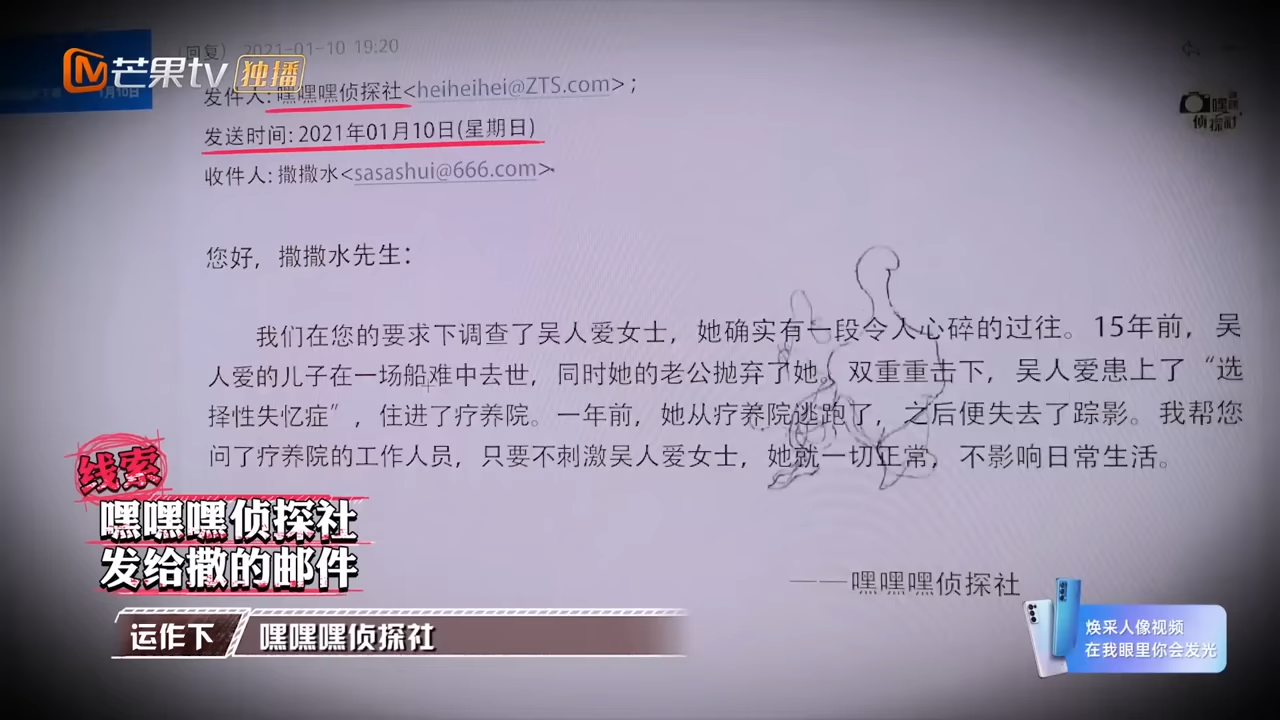 (回复) 2021-01-10 19:20
芒果tv 独播
1月10日
发件人: 嘿嘿嘿侦探社<heiheihei@ZTS.com>;
发送时间: 2021年01月10日(星期日)
收件人: 撒撒水<sasashui@666.com>
嘿嘿
侦探社
您好，撒撒水先生：
我们在您的要求下调查了吴人爱女士，她确实有一段令人心碎的过往。15年前，吴
人爱的儿子在一场船难中去世，同时她的老公抛弃了她。双重重击下，吴人爱患上了“选
择性失忆症”，住进了疗养院。一年前，她从疗养院逃跑了，之后便失去了踪影。我帮您
问了疗养院的工作人员，只要不刺激吴人爱女士，她就一切正常，不影响日常生活。
——嘿嘿嘿侦探社
线索
嘿嘿嘿侦探社
发给撒的邮件
运作下 嘿嘿嘿侦探社
焕采人像视频
在我眼里你会发光